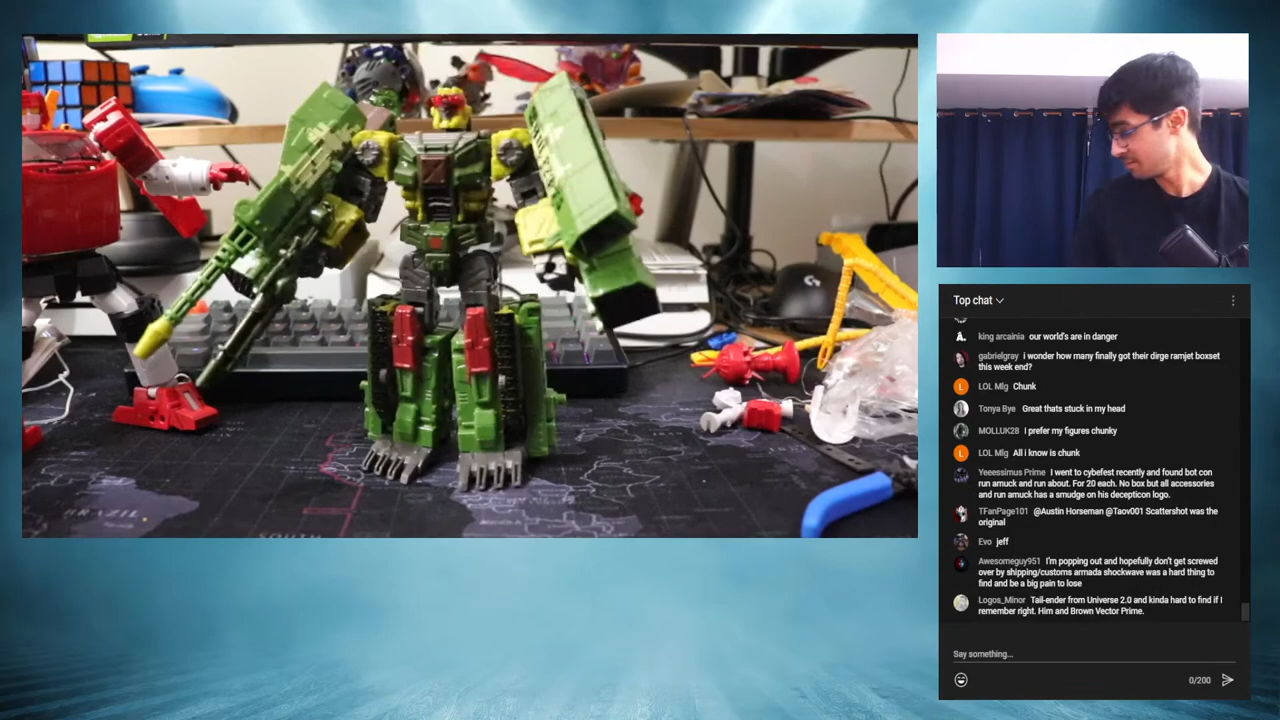 Top chat
king arcainia our world's are in danger
gabrielgray i wonder how many finally got their dirge ramjet boxset
this week end?
LOL Mlg Chunk
Tonya Bye Great thats stuck in my head
MOLLUK28 I prefer my figures chunky
LOL Mlg All i know is chunk
Yeeessimus Prime I went to cybefest recently and found bot con
run amuck and run about. For 20 each. No box but all accessories
and run amuck has a smudge on his decepticon logo.
TFanPage101 @Austin Horseman @Taov001 Scattershot was the
original
Evo jeff
Awesomeguy951 I'm popping out and hopefully don't get screwed
over by shipping/customs armada shockwave was a hard thing to
find and be a big pain to lose
Logos_Minor Tail-ender from Universe 2.0 and kinda hard to find if I
remember right. Him and Brown Vector Prime.
Say something...
0/200
BRAZIL
SOUTH